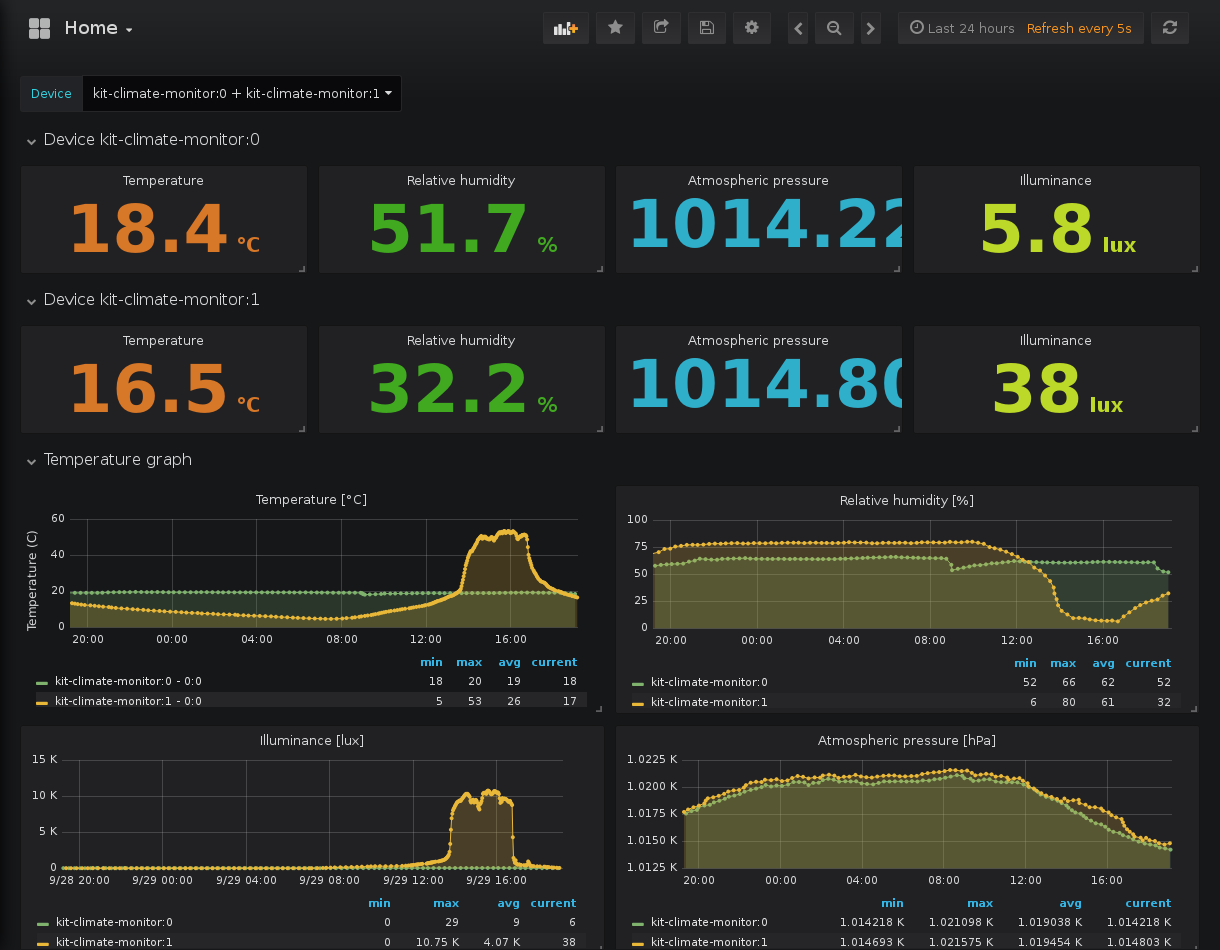 Home
Last 24 hours Refresh every 5s
Device kit-climate-monitor:0 + kit-climate-monitor:1
Device kit-climate-monitor:0
Temperature Relative humidity Atmospheric pressure Illuminance
18.4 °C 51.7 % 1014.22 5.8 lux
Device kit-climate-monitor:1
Temperature Relative humidity Atmospheric pressure Illuminance
16.5 °C 32.2 % 1014.80 38 lux
Temperature graph
Temperature [°C]
Temperature (C)
60
40
20
0
20:00 00:00 04:00 08:00 12:00 16:00
min max avg current
kit-climate-monitor:0 - 0:0 18 20 19 18
kit-climate-monitor:1 - 0:0 5 53 26 17
Relative humidity [%]
100
75
50
25
0
20:00 00:00 04:00 08:00 12:00 16:00
min max avg current
kit-climate-monitor:0 52 66 62 52
kit-climate-monitor:1 6 80 61 32
Illuminance [lux]
15 K
10 K
5 K
0
9/28 20:00 9/29 00:00 9/29 04:00 9/29 08:00 9/29 12:00 9/29 16:00
min max avg current
kit-climate-monitor:0 0 29 9 6
kit-climate-monitor:1 0 10.75 K 4.07 K 38
Atmospheric pressure [hPa]
1.0225 K
1.0200 K
1.0175 K
1.0150 K
1.0125 K
20:00 00:00 04:00 08:00 12:00 16:00
min max avg current
kit-climate-monitor:0 1.014218 K 1.021098 K 1.019038 K 1.014218 K
kit-climate-monitor:1 1.014693 K 1.021575 K 1.019454 K 1.014803 K